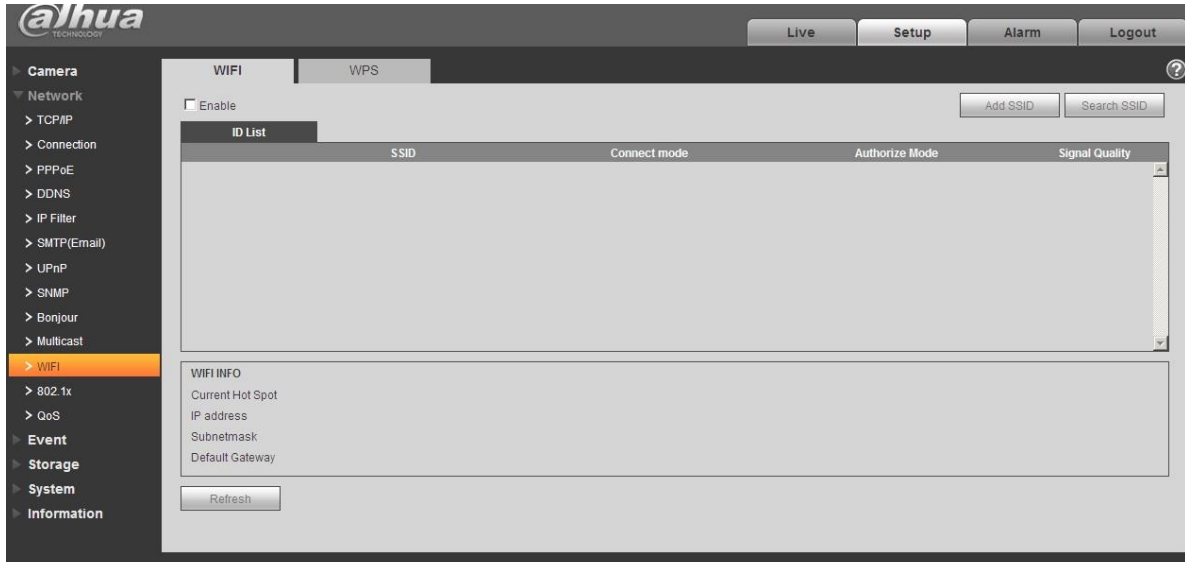 alhua
TECHNOLOGY
Live Setup Alarm Logout
Camera
Network
> TCP/IP
> Connection
> PPPoE
> DDNS
> IP Filter
> SMTP(Email)
> UPnP
> SNMP
> Bonjour
> Multicast
> WIFI
> 802.1x
> QoS
Event
Storage
System
Information
WIFI WPS
?
Enable Add SSID Search SSID
ID List
SSID Connect mode Authorize Mode Signal Quality
WIFI INFO
Current Hot Spot
IP address
Subnetmask
Default Gateway
Refresh